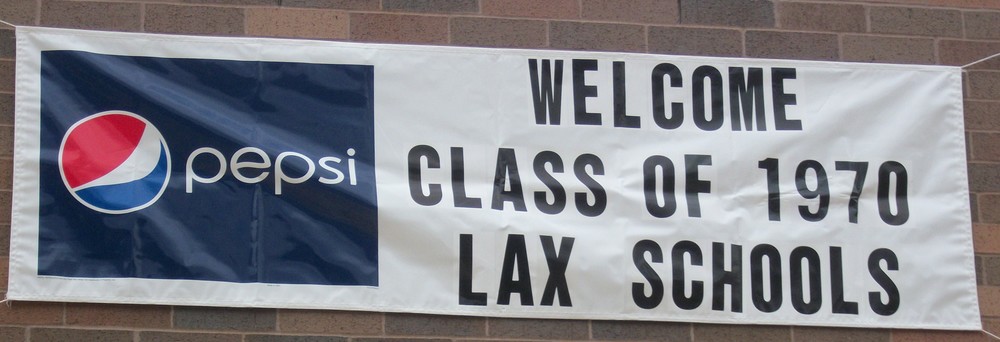 pepsi
WELCOME
CLASS OF 1970
LAX SCHOOLS